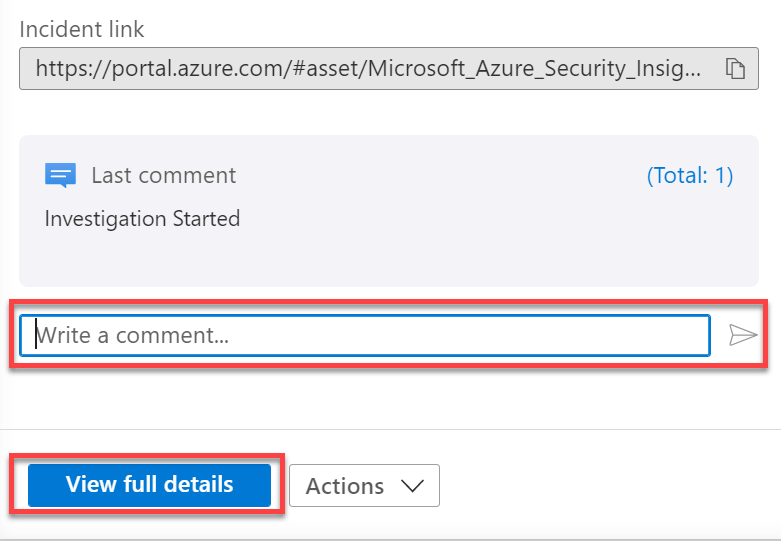 Incident link
https://portal.azure.com/#asset/Microsoft_Azure_Security_Insig...
Last comment (Total: 1)
Investigation Started
Write a comment...
View full details Actions